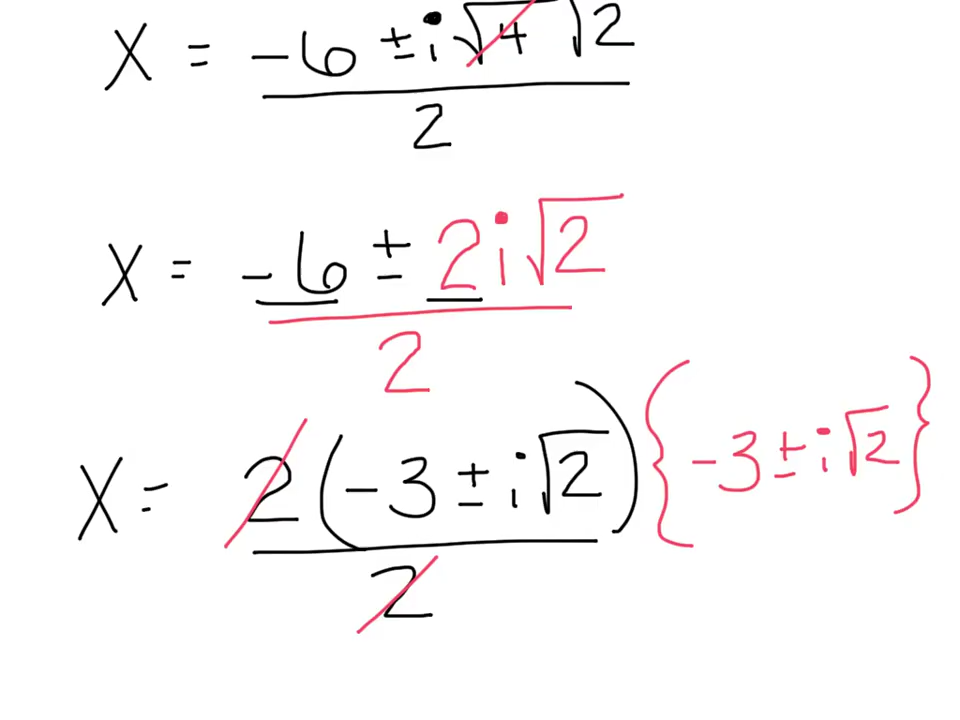 X = -6 ± i √4 √2
2
X = -6 ± 2i√2
2
X = 2(-3 ± i√2) {-3 ± i√2}
2